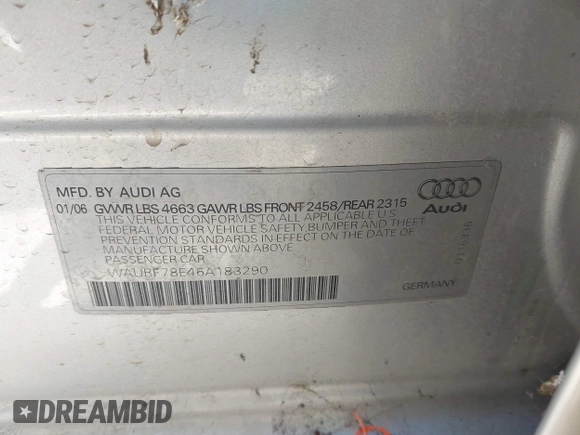 MFD. BY AUDI AG
01/06 GVWR LBS 4663 GAWR LBS FRONT 2458/REAR 2315
THIS VEHICLE CONFORMS TO ALL APPLICABLE U.S
FEDERAL MOTOR VEHICLE SAFETY BUMPER AND THEFT
PREVENTION STANDARDS IN EFFECT ON THE DATE OF
MANUFACTURE SHOWN ABOVE
PASSENGER CAR
WAUBF78E46A183290
Audi
GERMANY
DREAMBID